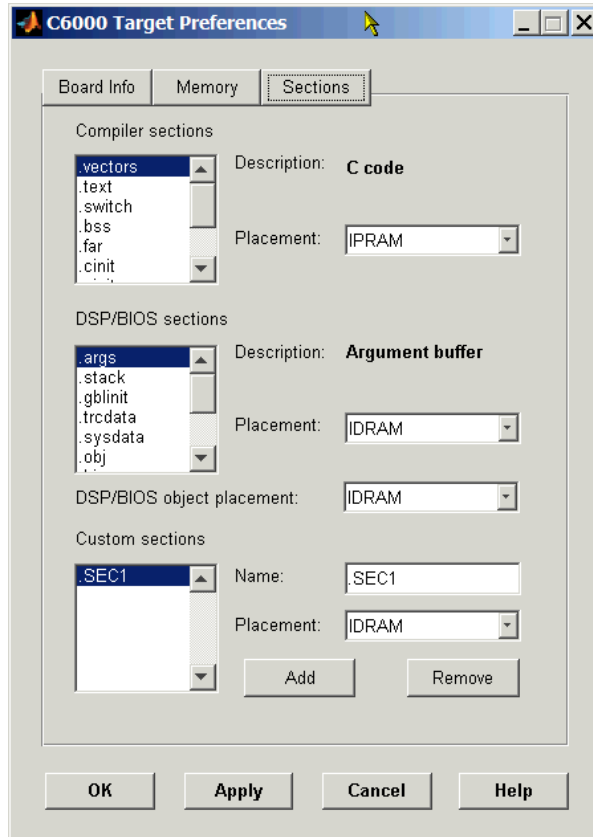 C6000 Target Preferences
Board Info Memory Sections
Compiler sections
.vectors
.text
.switch
.bss
.far
.cinit
Description: C code
Placement: IPRAM
DSP/BIOS sections
.args
.stack
.gblinit
.trcdata
.sysdata
.obj
Description: Argument buffer
Placement: IDRAM
DSP/BIOS object placement: IDRAM
Custom sections
.SEC1
Name: .SEC1
Placement: IDRAM
Add Remove
OK Apply Cancel Help